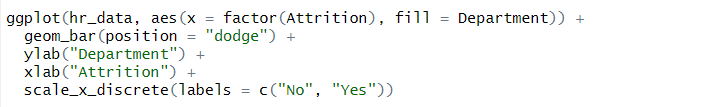 ggplot(hr_data, aes(x = factor(Attrition), fill = Department)) +
  geom_bar(position = "dodge") +
  ylab("Department") +
  xlab("Attrition") +
  scale_x_discrete(labels = c("No", "Yes"))